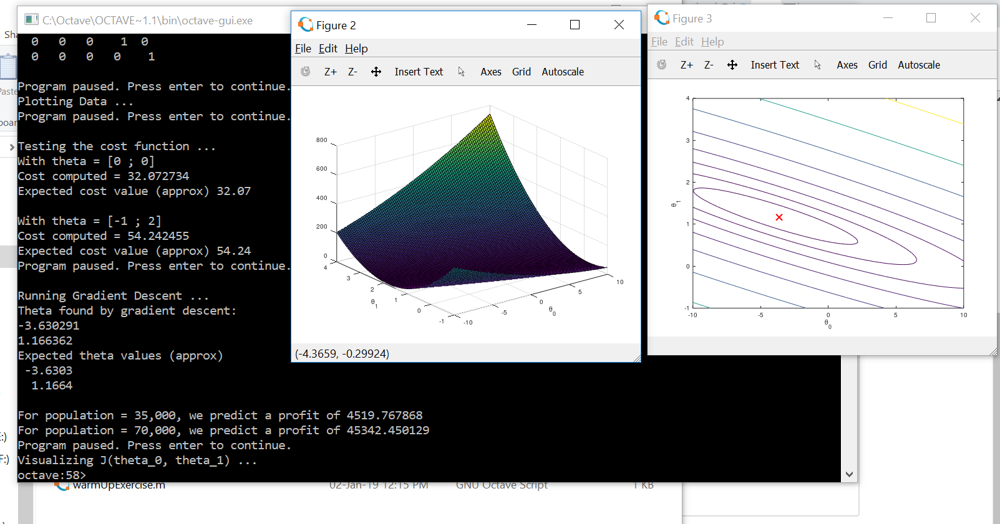 C:\Octave\OCTAVE~1.1\bin\octave-gui.exe
0 0 0 1 0
0 0 0 0 1
Program paused. Press enter to continue.
Plotting Data ...
Program paused. Press enter to continue.
Testing the cost function ...
With theta = [0 ; 0]
Cost computed = 32.072734
Expected cost value (approx) 32.07
With theta = [-1 ; 2]
Cost computed = 54.242455
Expected cost value (approx) 54.24
Program paused. Press enter to continue.
Running Gradient Descent ...
Theta found by gradient descent:
-3.630291
1.166362
Expected theta values (approx)
-3.6303
1.1664
For population = 35,000, we predict a profit of 4519.767868
For population = 70,000, we predict a profit of 45342.450129
Program paused. Press enter to continue.
Visualizing J(theta_0, theta_1) ...
octave:58>
Figure 2
File Edit Help
Z+ Z- Insert Text Axes Grid Autoscale
800
600
400
200
0
4
3
2
1
0
-1
θ1
-10
-5
0
5
10
θ0
(-4.3659, -0.29924)
Figure 3
File Edit Help
Z+ Z- Insert Text Axes Grid Autoscale
4
3
2
1
0
-1
θ1
-10 -5 0 5 10
θ0
warmUpExercise.m 02-Jan-19 12:15 PM GNU Octave Script 1 KB